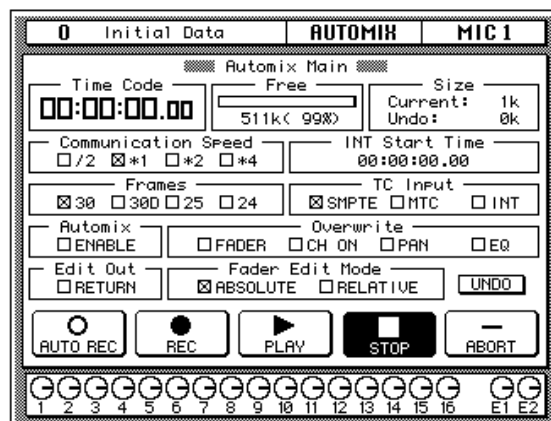 0 Initial Data AUTOMIX MIC 1
Automix Main
Time Code Free Size
00:00:00.00 511k( 99%) Current: 1k
Undo: 0k
Communication Speed INT Start Time
/2 *1 *2 *4 00:00:00.00
Frames TC Input
30 30D 25 24 SMPTE MTC INT
Automix Overwrite
ENABLE FADER CH ON PAN EQ
Edit Out Fader Edit Mode
RETURN ABSOLUTE RELATIVE UNDO
AUTO REC REC PLAY STOP ABORT
1 2 3 4 5 6 7 8 9 10 11 12 13 14 15 16 E1 E2